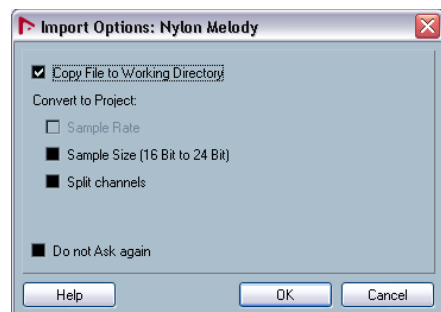 Import Options: Nylon Melody
Copy File to Working Directory
Convert to Project:
Sample Rate
Sample Size (16 Bit to 24 Bit)
Split channels
Do not Ask again
Help
OK
Cancel